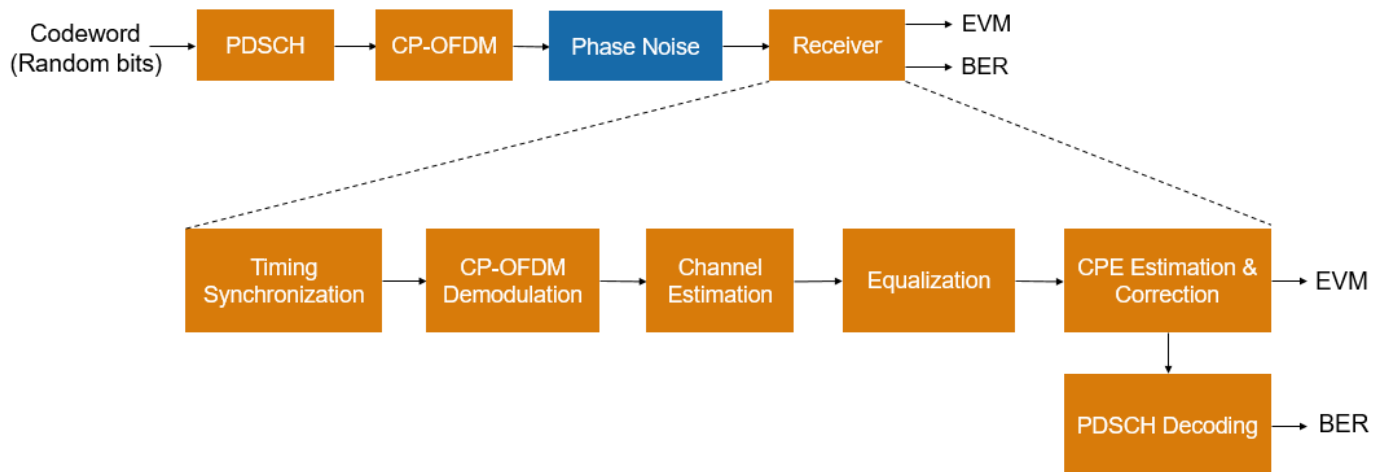 Codeword
(Random bits)
PDSCH
CP-OFDM
Phase Noise
Receiver
EVM
BER
Timing
Synchronization
CP-OFDM
Demodulation
Channel
Estimation
Equalization
CPE Estimation &
Correction
EVM
PDSCH Decoding
BER